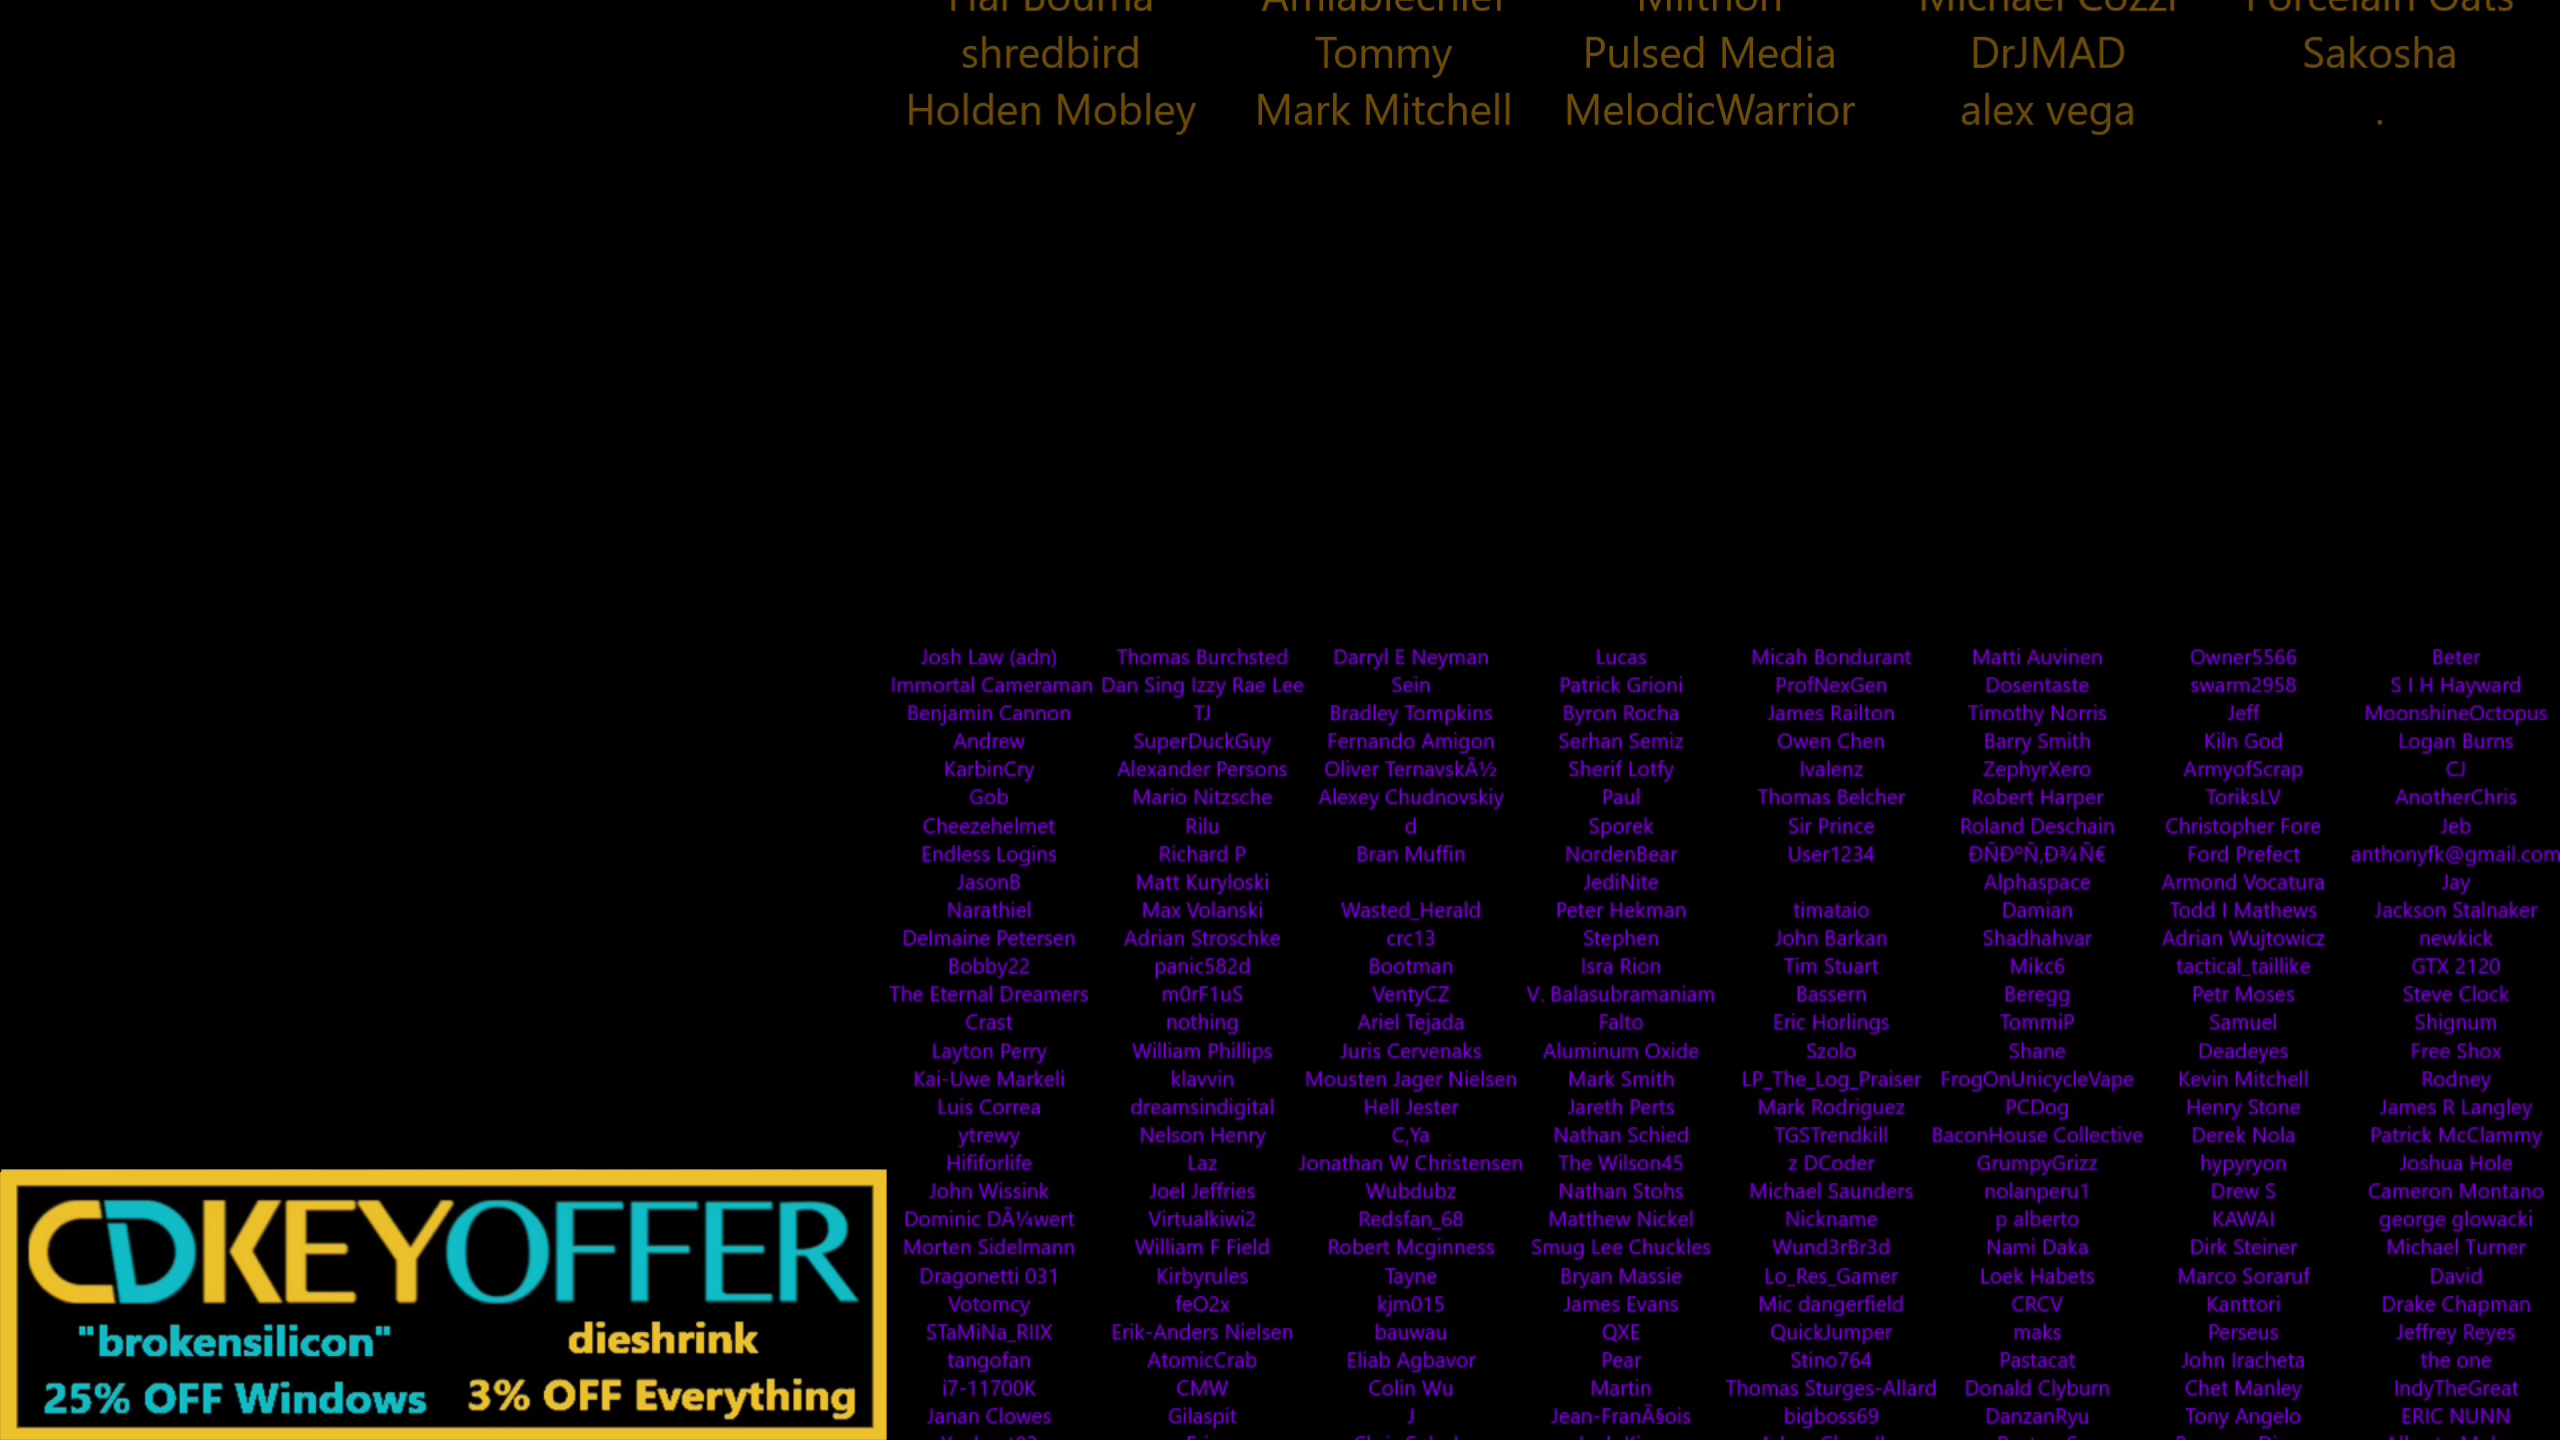 Hal Bouma Amiablechief Miltnon Michael Cozzi Porcelain Oats
shredbird Tommy Pulsed Media DrJMAD Sakosha
Holden Mobley Mark Mitchell MelodicWarrior alex vega .
Josh Law (adn) Thomas Burchsted Darryl E Neyman Lucas Micah Bondurant Matti Auvinen Owner5566 Beter
Immortal Cameraman Dan Sing Izzy Rae Lee Sein Patrick Grioni ProfNexGen Dosentaste swarm2958 S I H Hayward
Benjamin Cannon TJ Bradley Tompkins Byron Rocha James Railton Timothy Norris Jeff MoonshineOctopus
Andrew SuperDuckGuy Fernando Amigon Serhan Semiz Owen Chen Barry Smith Kiln God Logan Burns
KarbinCry Alexander Persons Oliver TernavskÃ½ Sherif Lotfy Ivalenz ZephyrXero ArmyofScrap CJ
Gob Mario Nitzsche Alexey Chudnovskiy Paul Thomas Belcher Robert Harper ToriksLV AnotherChris
Cheezehelmet Rilu d Sporek Sir Prince Roland Deschain Christopher Fore Jeb
Endless Logins Richard P Bran Muffin NordenBear User1234 ÐÑÐºÑ‚Ð¾Ñ€ Ford Prefect anthonyfk@gmail.com
JasonB Matt Kuryloski JediNite Alphaspace Armond Vocatura Jay
Narathiel Max Volanski Wasted_Herald Peter Hekman timataio Damian Todd I Mathews Jackson Stalnaker
Delmaine Petersen Adrian Stroschke crc13 Stephen John Barkan Shadhahvar Adrian Wujtowicz newkick
Bobby22 panic582d Bootman Isra Rion Tim Stuart Mikc6 tactical_taillike GTX 2120
The Eternal Dreamers m0rF1uS VentyCZ V. Balasubramaniam Bassern Beregg Petr Moses Steve Clock
Crast nothing Ariel Tejada Falto Eric Horlings TommiP Samuel Shignum
Layton Perry William Phillips Juris Cervenaks Aluminum Oxide Szolo Shane Deadeyes Free Shox
Kai-Uwe Markeli klavvin Mousten Jager Nielsen Mark Smith LP_The_Log_Praiser FrogOnUnicycleVape Kevin Mitchell Rodney
Luis Correa dreamsindigital Hell Jester Jareth Perts Mark Rodriguez PCDog Henry Stone James R Langley
ytrewy Nelson Henry C,Ya Nathan Schied TGSTrendkill BaconHouse Collective Derek Nola Patrick McClammy
Hififorlife Laz Jonathan W Christensen The Wilson45 z DCoder GrumpyGrizz hypyryon Joshua Hole
John Wissink Joel Jeffries Wubdubz Nathan Stohs Michael Saunders nolanperu1 Drew S Cameron Montano
Dominic DÃ¼wert Virtualkiwi2 Redsfan_68 Matthew Nickel Nickname p alberto KAWAI george glowacki
Morten Sidelmann William F Field Robert Mcginness Smug Lee Chuckles Wund3rBr3d Nami Daka Dirk Steiner Michael Turner
Dragonetti 031 Kirbyrules Tayne Bryan Massie Lo_Res_Gamer Loek Habets Marco Soraruf David
Votomcy feO2x kjm015 James Evans Mic dangerfield CRCV Kanttori Drake Chapman
STaMiNa_RIIX Erik-Anders Nielsen bauwau QXE QuickJumper maks Perseus Jeffrey Reyes
tangofan AtomicCrab Eliab Agbavor Pear Stino764 Pastacat John Iracheta the one
i7-11700K CMW Colin Wu Martin Thomas Sturges-Allard Donald Clyburn Chet Manley IndyTheGreat
Janan Clowes Gilaspit J Jean-FranÃ§ois bigboss69 DanzanRyu Tony Angelo ERIC NUNN
CDKEYOFFER
"brokensilicon" dieshrink
25% OFF Windows 3% OFF Everything